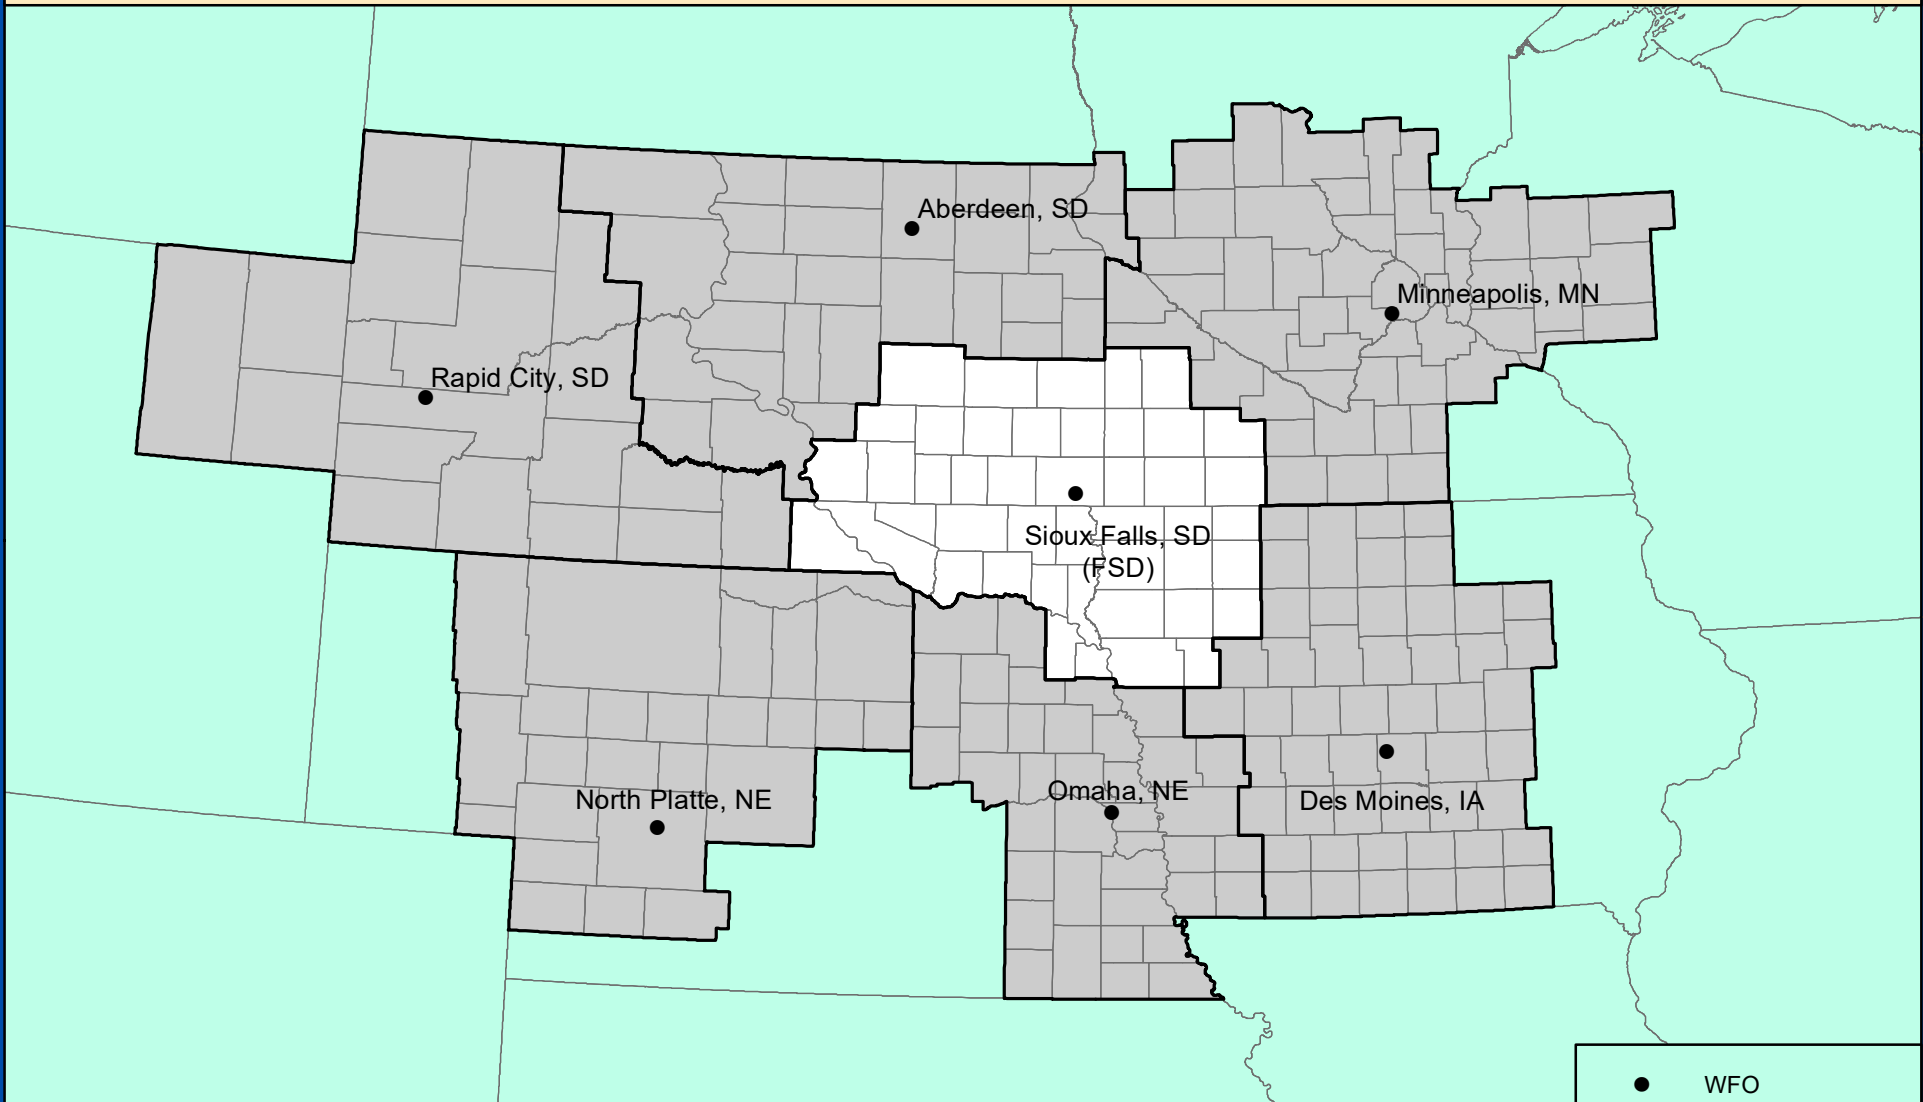 Aberdeen, SD
Minneapolis, MN
Rapid City, SD
Sioux Falls, SD
(FSD)
North Platte, NE
Omaha, NE
Des Moines, IA
WFO